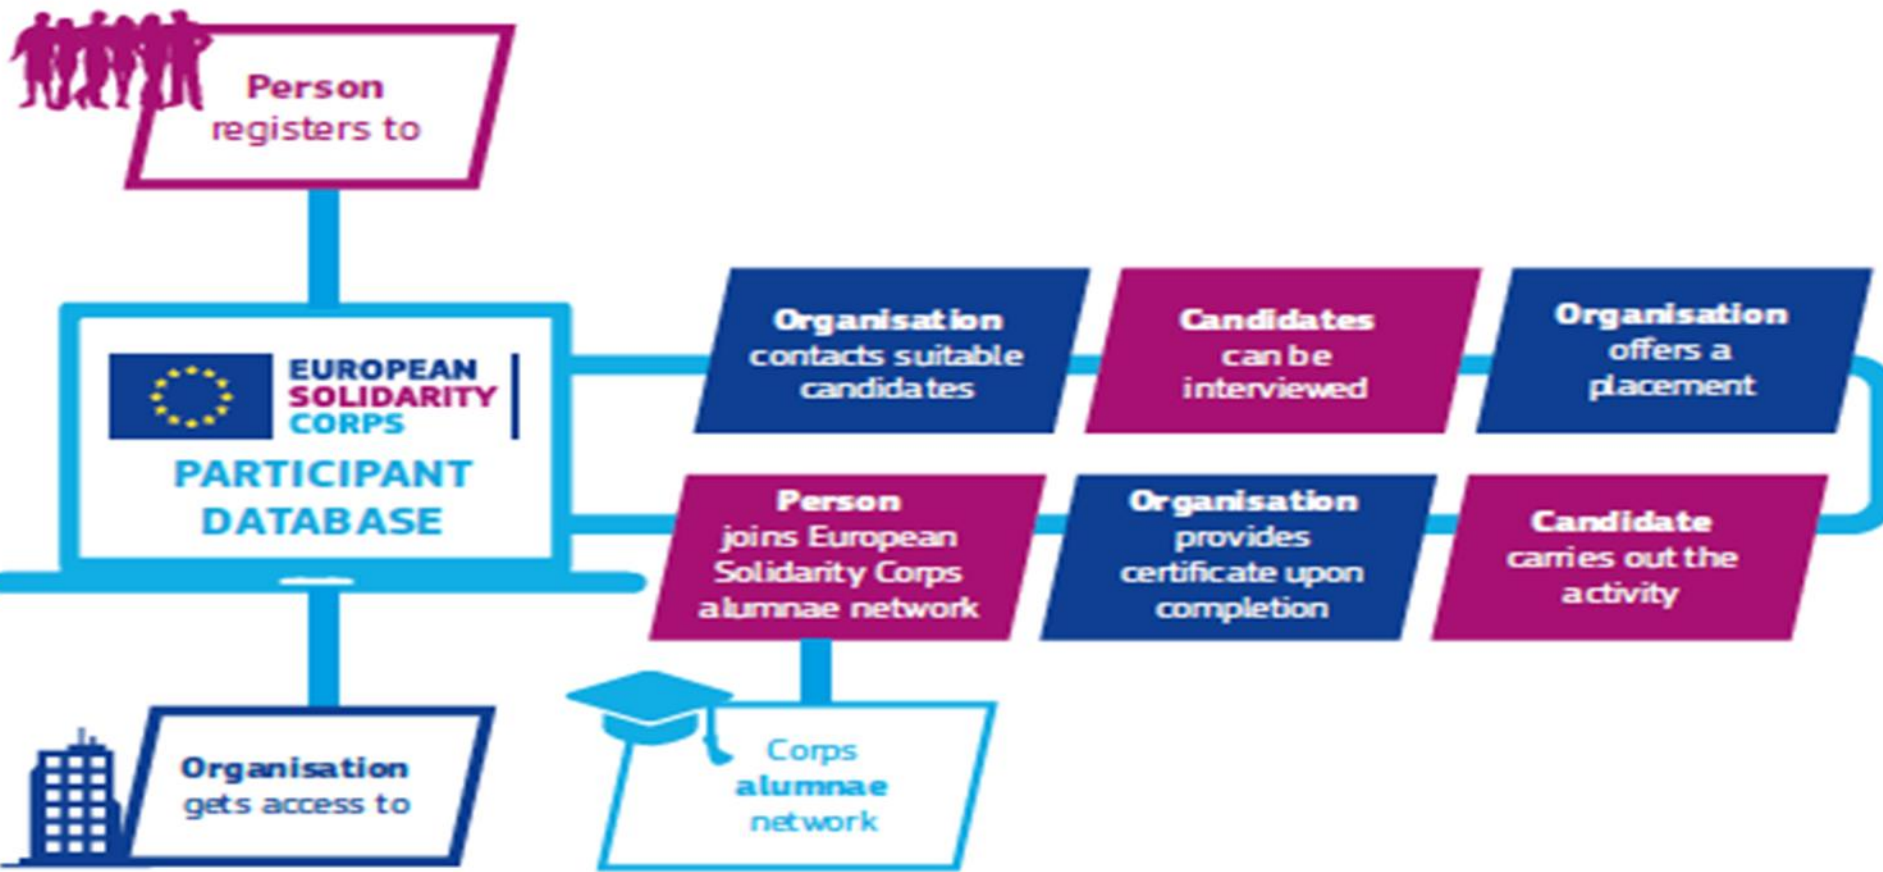 Person
registers to
EUROPEAN
SOLIDARITY
CORPS
PARTICIPANT
DATABASE
Organisation
gets access to
Organisation
contacts suitable
candidates
Candidates
can be
interviewed
Organisation
offers a
placement
Candidate
carries out the
activity
Organisation
provides
certificate upon
completion
Person
joins European
Solidarity Corps
alumnae network
Corps
alumnae
network